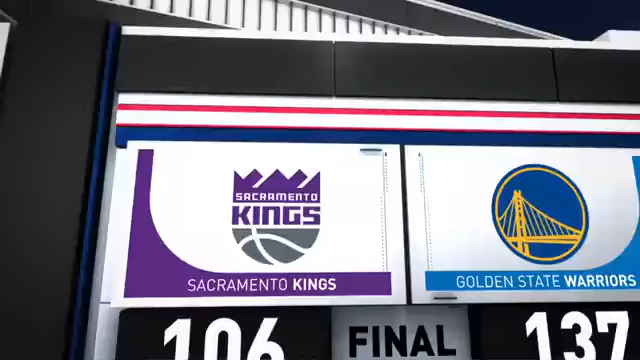 SACRAMENTO
KINGS
SACRAMENTO KINGS
GOLDEN STATE WARRIORS
106 FINAL 137